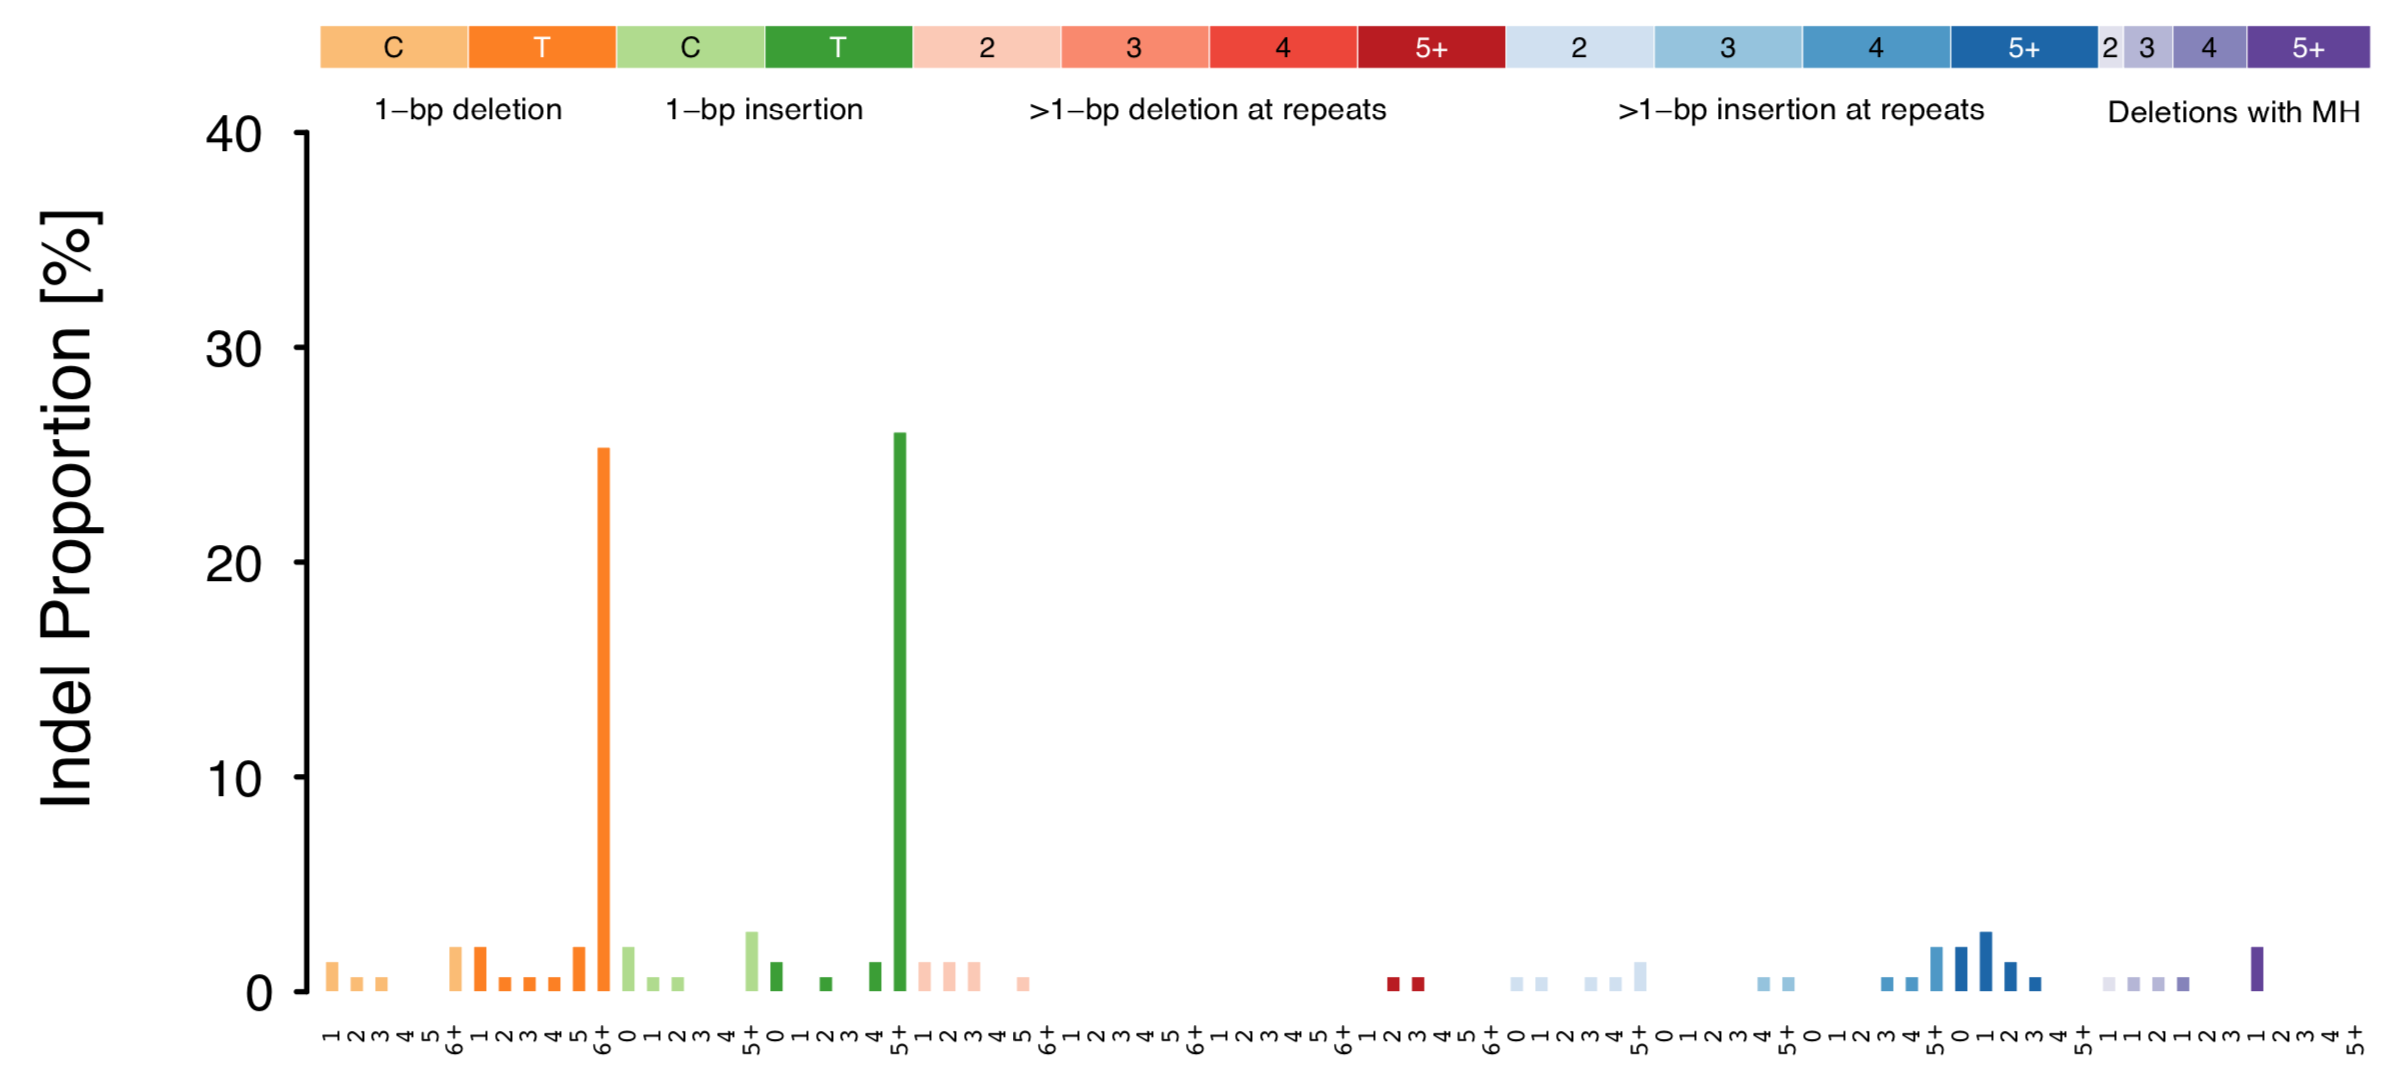 C T C T 2 3 4 5+ 2 3 4 5+ 2 3 4 5+
1–bp deletion 1–bp insertion >1–bp deletion at repeats >1–bp insertion at repeats Deletions with MH
Indel Proportion [%]
40
30
20
10
0
1 2 3 4 5 6+ 1 2 3 4 5 6+ 0 1 2 3 4 5+ 0 1 2 3 4 5+ 1 2 3 4 5 6+ 1 2 3 4 5 6+ 1 2 3 4 5 6+ 1 2 3 4 5 6+ 0 1 2 3 4 5+ 0 1 2 3 4 5+ 0 1 2 3 4 5+ 0 1 2 3 4 5+ 1 1 2 1 2 3 1 2 3 4 5+